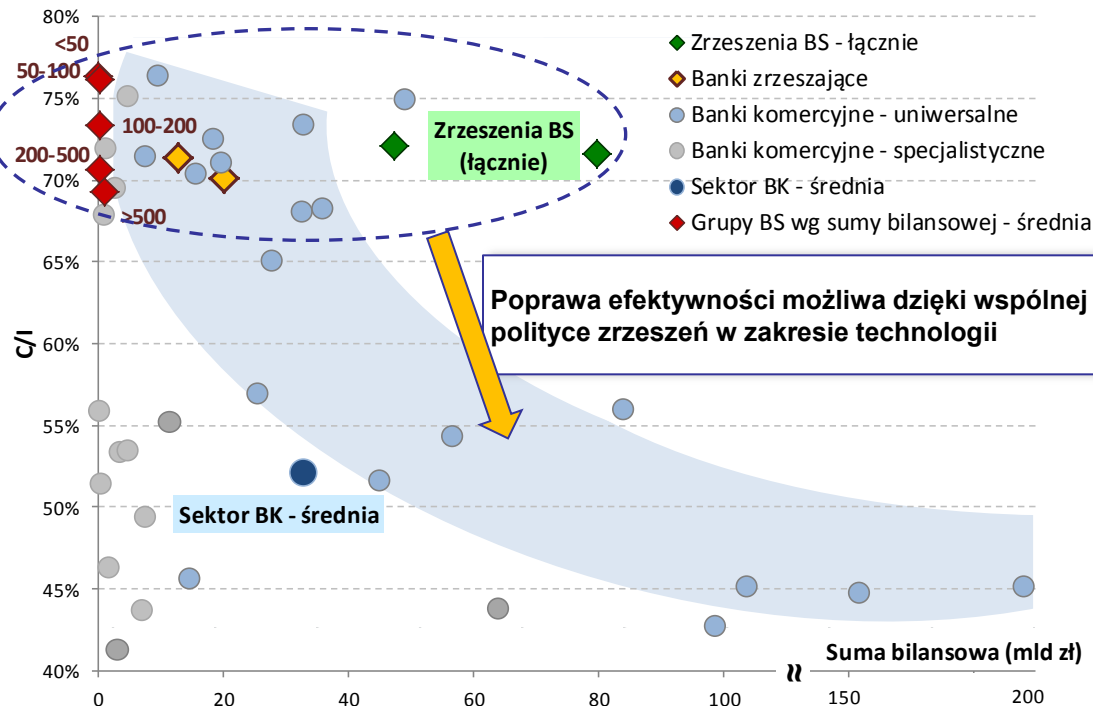 80%
75%
70%
65%
60%
55%
50%
45%
40%
C/I
<50
50-100
100-200
200-500
>500
Zrzeszenia BS
(łącznie)
Zrzeszenia BS - łącznie
Banki zrzeszające
Banki komercyjne - uniwersalne
Banki komercyjne - specjalistyczne
Sektor BK - średnia
Grupy BS wg sumy bilansowej - średnia
Poprawa efektywności możliwa dzięki wspólnej
polityce zrzeszeń w zakresie technologii
Sektor BK - średnia
Suma bilansowa (mld zł)
0
20
40
60
80
100
≈
150
200